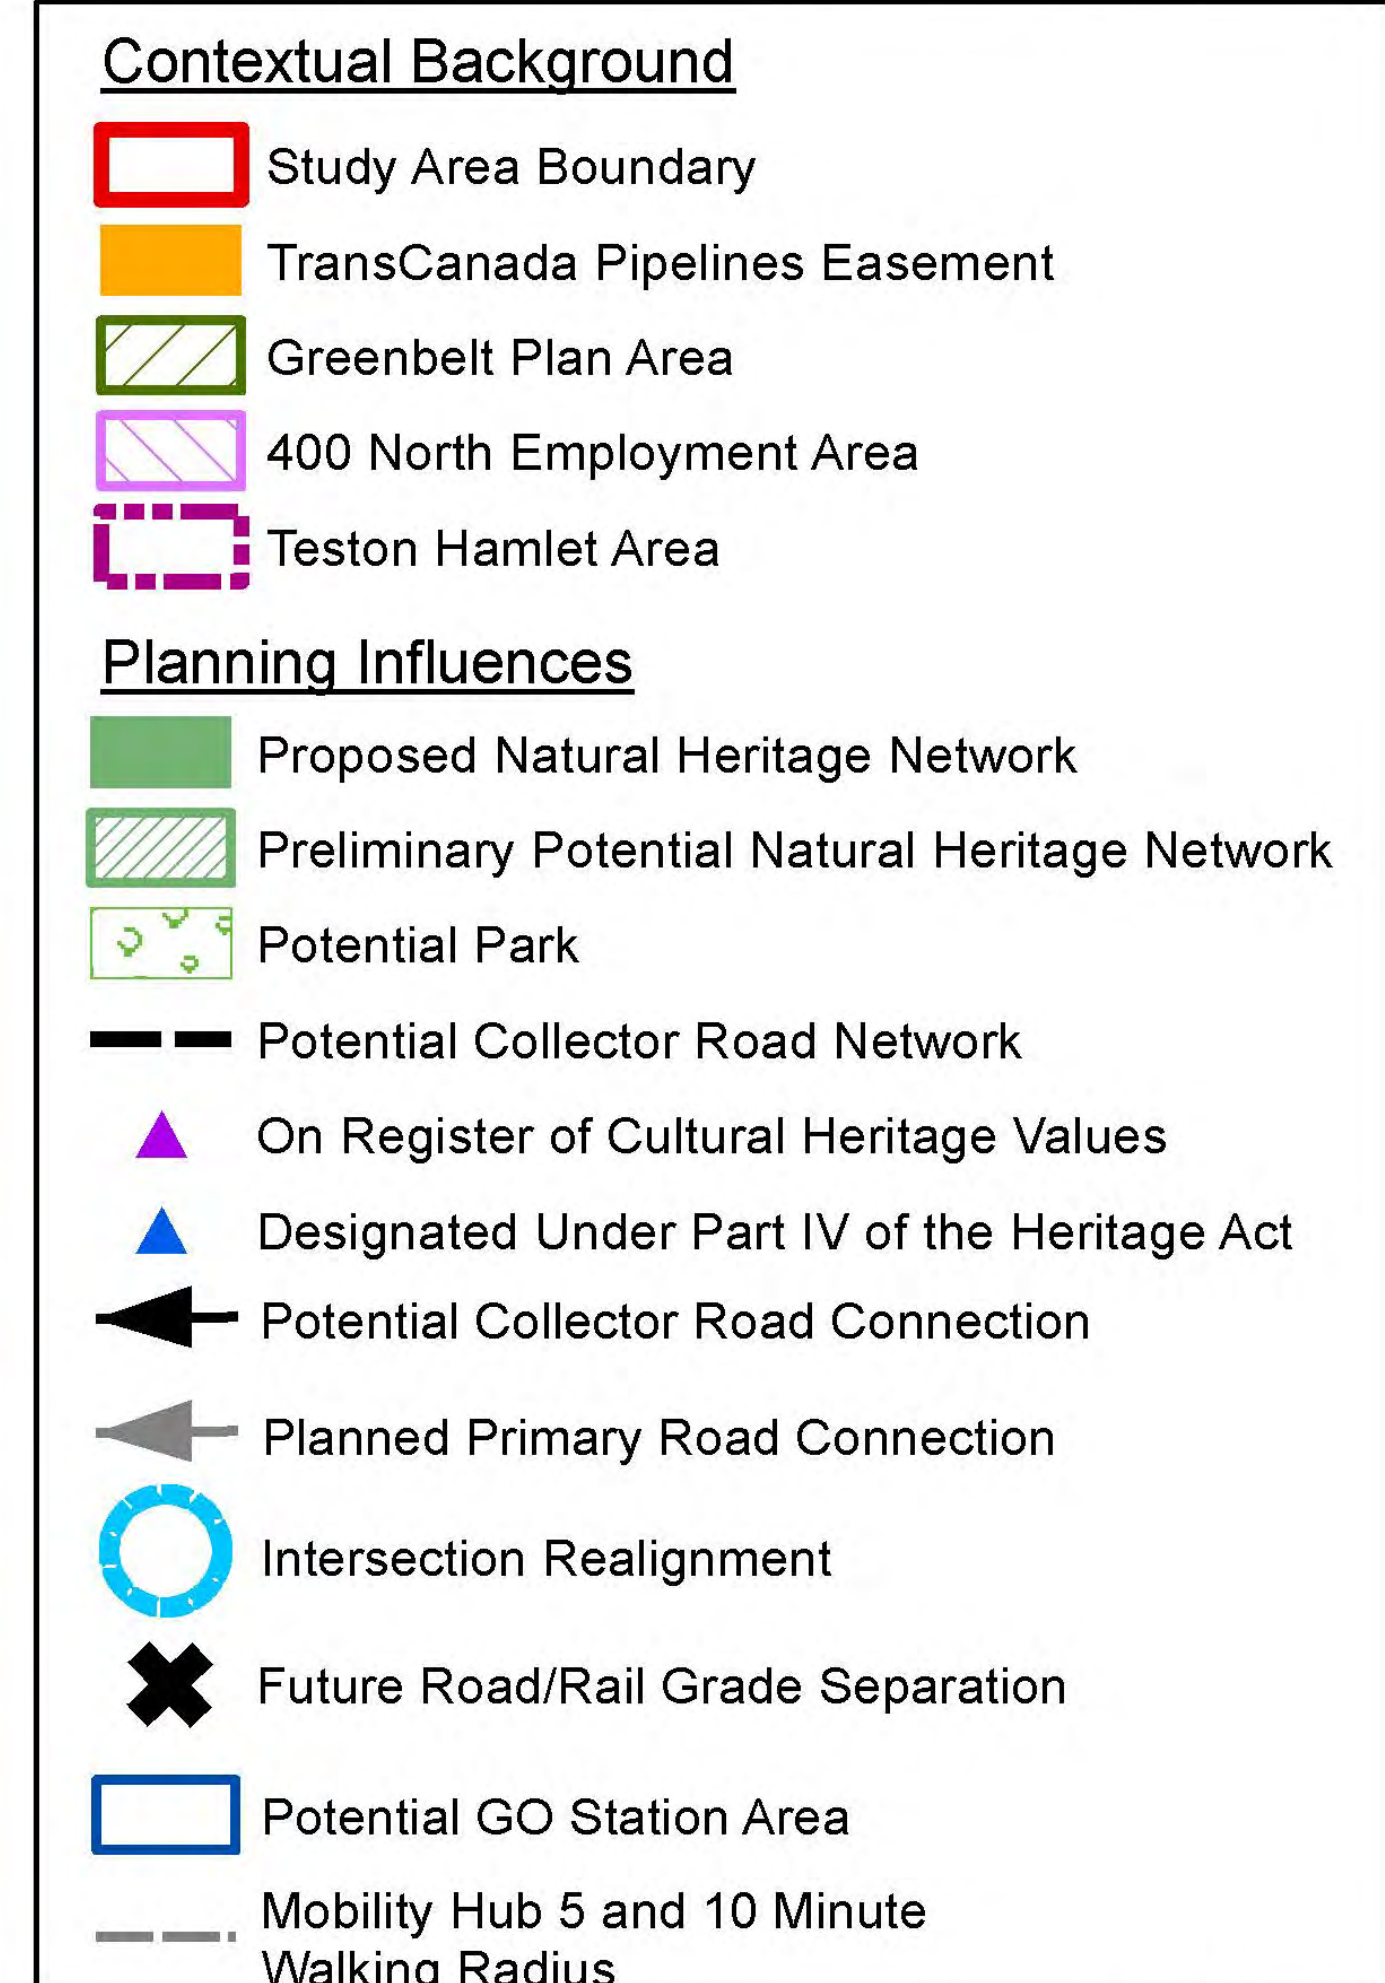 Contextual Background
Study Area Boundary
TransCanada Pipelines Easement
Greenbelt Plan Area
400 North Employment Area
Teston Hamlet Area
Planning Influences
Proposed Natural Heritage Network
Preliminary Potential Natural Heritage Network
Potential Park
Potential Collector Road Network
On Register of Cultural Heritage Values
Designated Under Part IV of the Heritage Act
Potential Collector Road Connection
Planned Primary Road Connection
Intersection Realignment
Future Road/Rail Grade Separation
Potential GO Station Area
Mobility Hub 5 and 10 Minute
Walking Radius